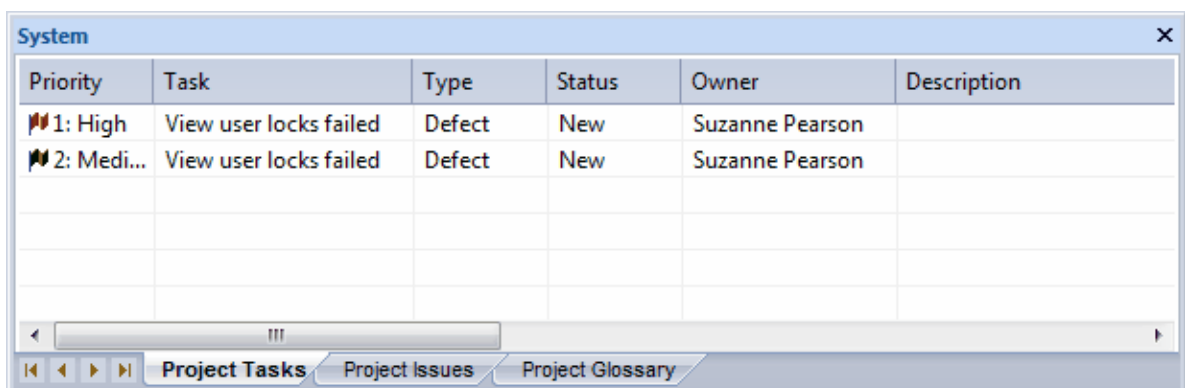 System
Priority Task Type Status Owner Description
1: High View user locks failed Defect New Suzanne Pearson
2: Medi... View user locks failed Defect New Suzanne Pearson
Project Tasks Project Issues Project Glossary